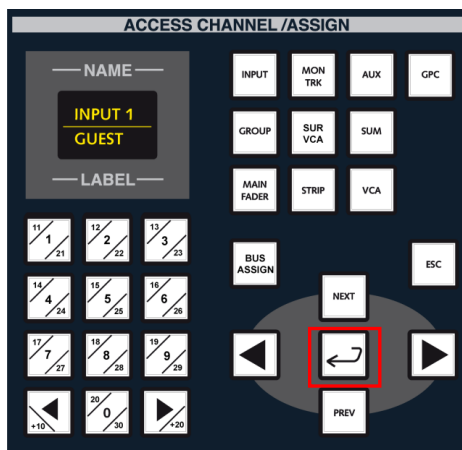 ACCESS CHANNEL /ASSIGN
NAME
INPUT 1
GUEST
LABEL
INPUT
MON
TRK
AUX
GPC
GROUP
SUR
VCA
SUM
MAIN
FADER
STRIP
VCA
11
1
21
12
2
22
13
3
23
BUS
ASSIGN
ESC
14
4
24
15
5
25
16
6
26
NEXT
17
7
27
18
8
28
19
9
29
+10
20
0
30
+20
PREV